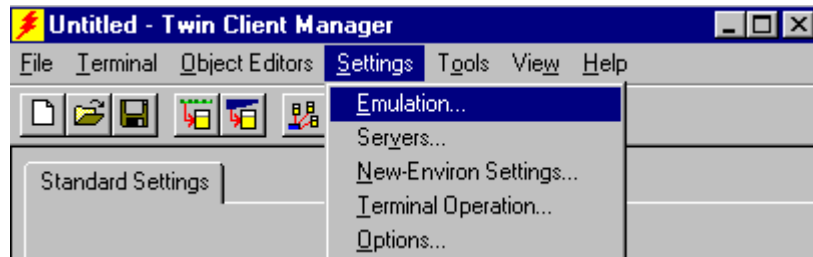 Untitled - Twin Client Manager
File Terminal Object Editors Settings Tools View Help
Emulation...
Servers...
Standard Settings
New-Environ Settings...
Terminal Operation...
Options...